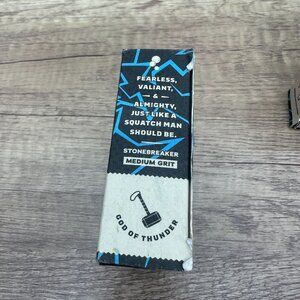 FEARLESS,
VALIANT,
&
ALMIGHTY,
JUST LIKE A
SQUATCH MAN
SHOULD BE.
STONEBREAKER
MEDIUM GRIT
GOD OF THUNDER